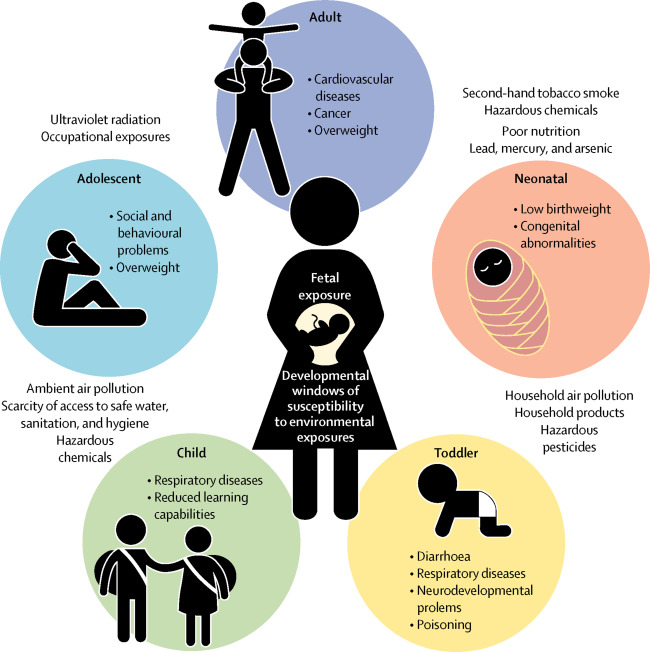 Adult
• Cardiovascular
diseases
• Cancer
• Overweight
Second-hand tobacco smoke
Hazardous chemicals
Poor nutrition
Lead, mercury, and arsenic
Neonatal
• Low birthweight
• Congenital
abnormalities
Household air pollution
Household products
Hazardous
pesticides
Toddler
• Diarrhoea
• Respiratory diseases
• Neurodevelopmental
prolems
• Poisoning
Child
• Respiratory diseases
• Reduced learning
capabilities
Ambient air pollution
Scarcity of access to safe water,
sanitation, and hygiene
Hazardous
chemicals
Adolescent
• Social and
behavioural
problems
• Overweight
Ultraviolet radiation
Occupational exposures
Fetal
exposure
Developmental
windows of
susceptibility
to environmental
exposures